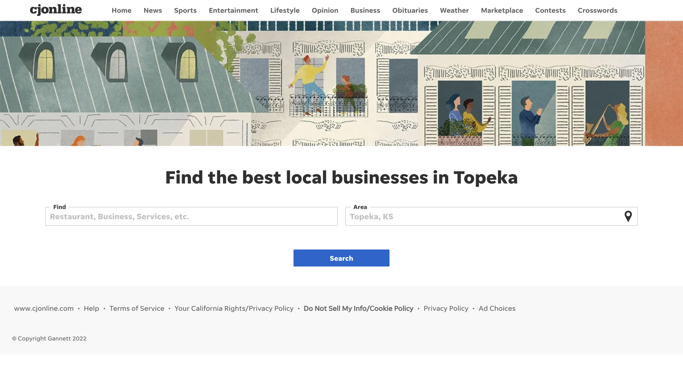 cjonline Home News Sports Entertainment Lifestyle Opinion Business Obituaries Weather Marketplace Contests Crosswords
Find the best local businesses in Topeka
Find
Restaurant, Business, Services, etc.
Area
Topeka, KS
Search
www.cjonline.com • Help • Terms of Service • Your California Rights/Privacy Policy • Do Not Sell My Info/Cookie Policy • Privacy Policy • Ad Choices
© Copyright Gannett 2022